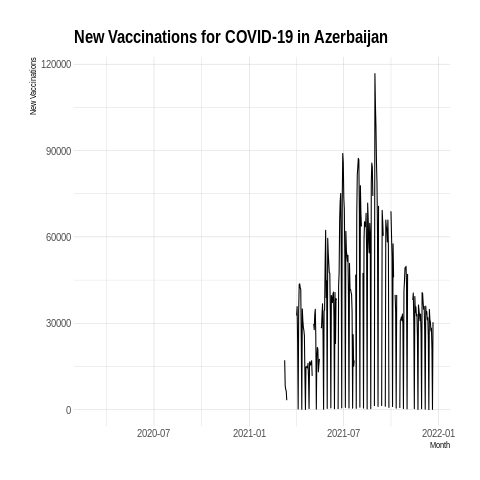 New Vaccinations for COVID-19 in Azerbaijan
New Vaccinations
120000
90000
60000
30000
0
2020-07 2021-01 2021-07 2022-01
Month